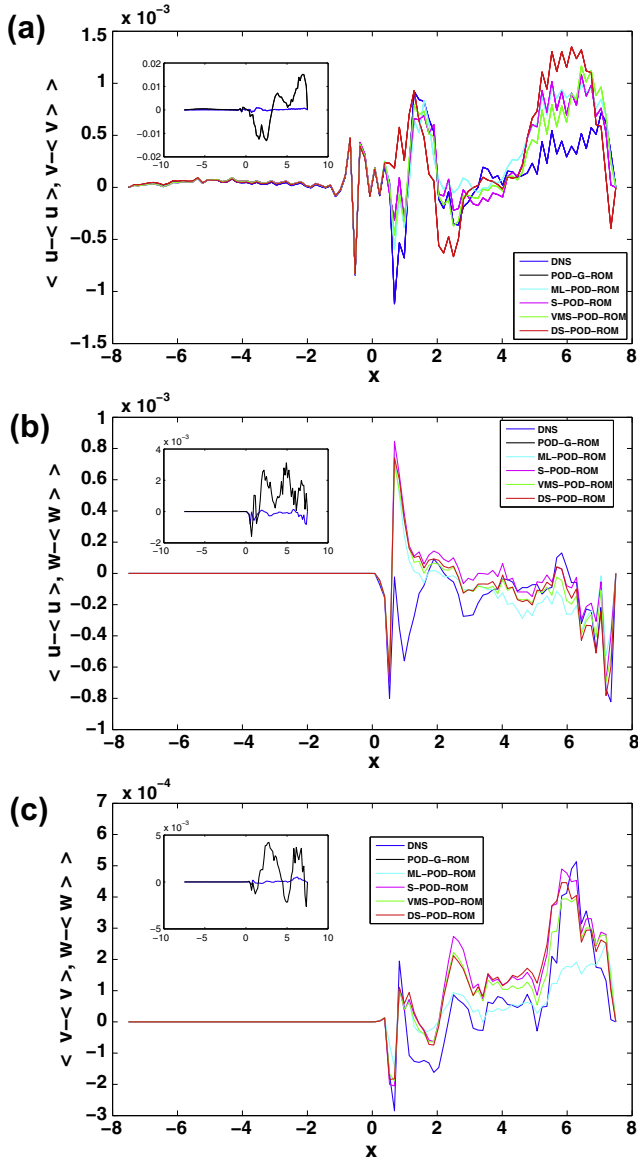 (a)
x 10⁻³
1.5
1
0.5
0
−0.5
−1
−1.5
< u−< u >, v−< v > >
0.02
0.01
0
−0.01
−0.02
−10 −5 0 5 10
DNS
POD−G−ROM
ML−POD−ROM
S−POD−ROM
VMS−POD−ROM
DS−POD−ROM
−8 −6 −4 −2 0 2 4 6 8
x
(b)
x 10⁻³
1
0.8
0.6
0.4
0.2
0
−0.2
−0.4
−0.6
−0.8
−1
< u−< u >, w−< w > >
x 10⁻³
4
2
0
−2
−10 −5 0 5 10
DNS
POD−G−ROM
ML−POD−ROM
S−POD−ROM
VMS−POD−ROM
DS−POD−ROM
−8 −6 −4 −2 0 2 4 6 8
x
(c)
x 10⁻⁴
7
6
5
4
3
2
1
0
−1
−2
−3
< v−< v >, w−< w > >
x 10⁻³
5
0
−5
−10 −5 0 5 10
DNS
POD−G−ROM
ML−POD−ROM
S−POD−ROM
VMS−POD−ROM
DS−POD−ROM
−8 −6 −4 −2 0 2 4 6 8
x